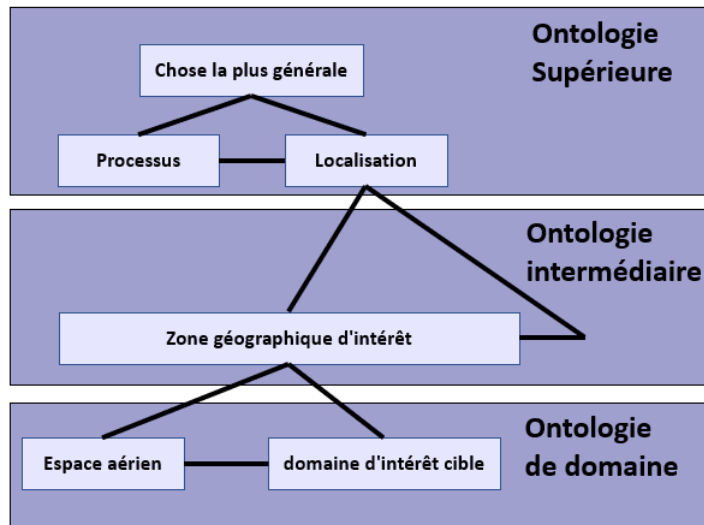 Ontologie
Supérieure
Chose la plus générale
Processus
Localisation
Ontologie
intermédiaire
Zone géographique d'intérêt
Ontologie
de domaine
Espace aérien
domaine d'intérêt cible